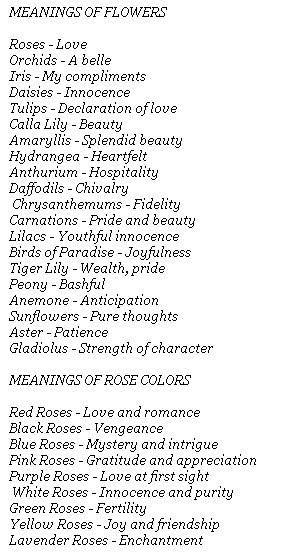 MEANINGS OF FLOWERS
Roses - Love
Orchids - A belle
Iris - My compliments
Daisies - Innocence
Tulips - Declaration of love
Calla Lily - Beauty
Amaryllis - Splendid beauty
Hydrangea - Heartfelt
Anthurium - Hospitality
Daffodils - Chivalry
Chrysanthemums - Fidelity
Carnations - Pride and beauty
Lilacs - Youthful innocence
Birds of Paradise - Joyfulness
Tiger Lily - Wealth, pride
Peony - Bashful
Anemone - Anticipation
Sunflowers - Pure thoughts
Aster - Patience
Gladiolus - Strength of character
MEANINGS OF ROSE COLORS
Red Roses - Love and romance
Black Roses - Vengeance
Blue Roses - Mystery and intrigue
Pink Roses - Gratitude and appreciation
Purple Roses - Love at first sight
White Roses - Innocence and purity
Green Roses - Fertility
Yellow Roses - Joy and friendship
Lavender Roses - Enchantment